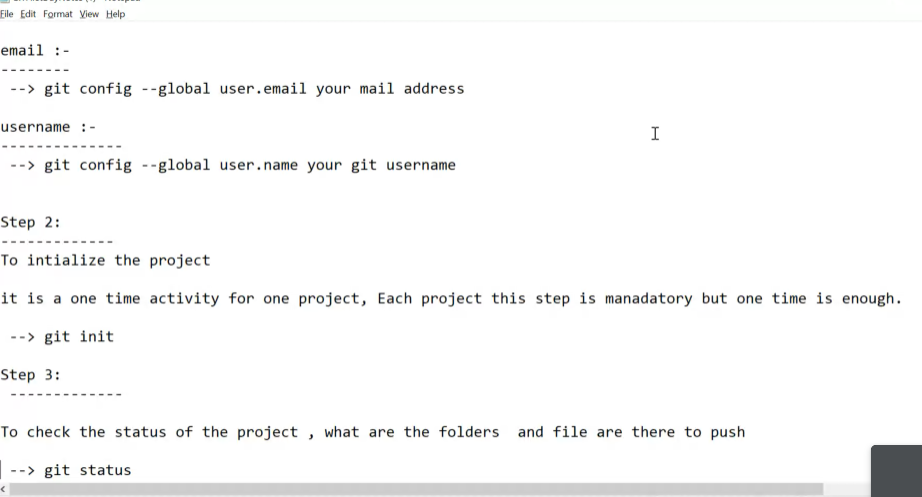 File Edit Format View Help
email :-
--------
--> git config --global user.email your mail address
username :-
--------------
--> git config --global user.name your git username
Step 2:
-------------
To intialize the project
it is a one time activity for one project, Each project this step is manadatory but one time is enough.
--> git init
Step 3:
-------------
To check the status of the project , what are the folders  and file are there to push
--> git status